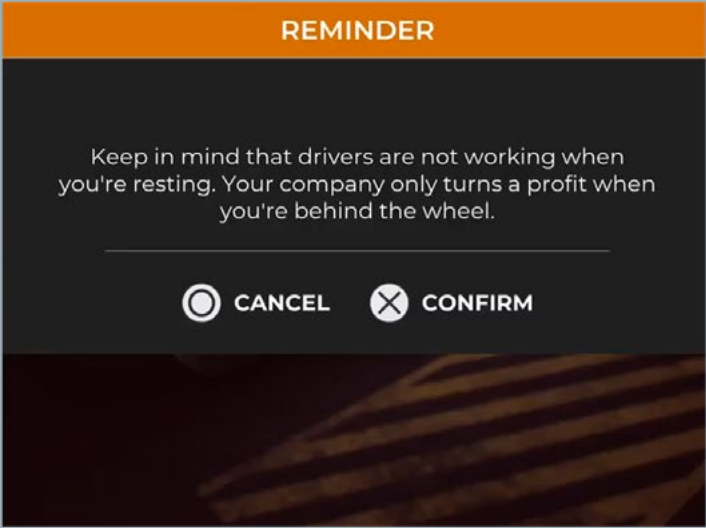 REMINDER
Keep in mind that drivers are not working when
you're resting. Your company only turns a profit when
you're behind the wheel.
CANCEL
CONFIRM